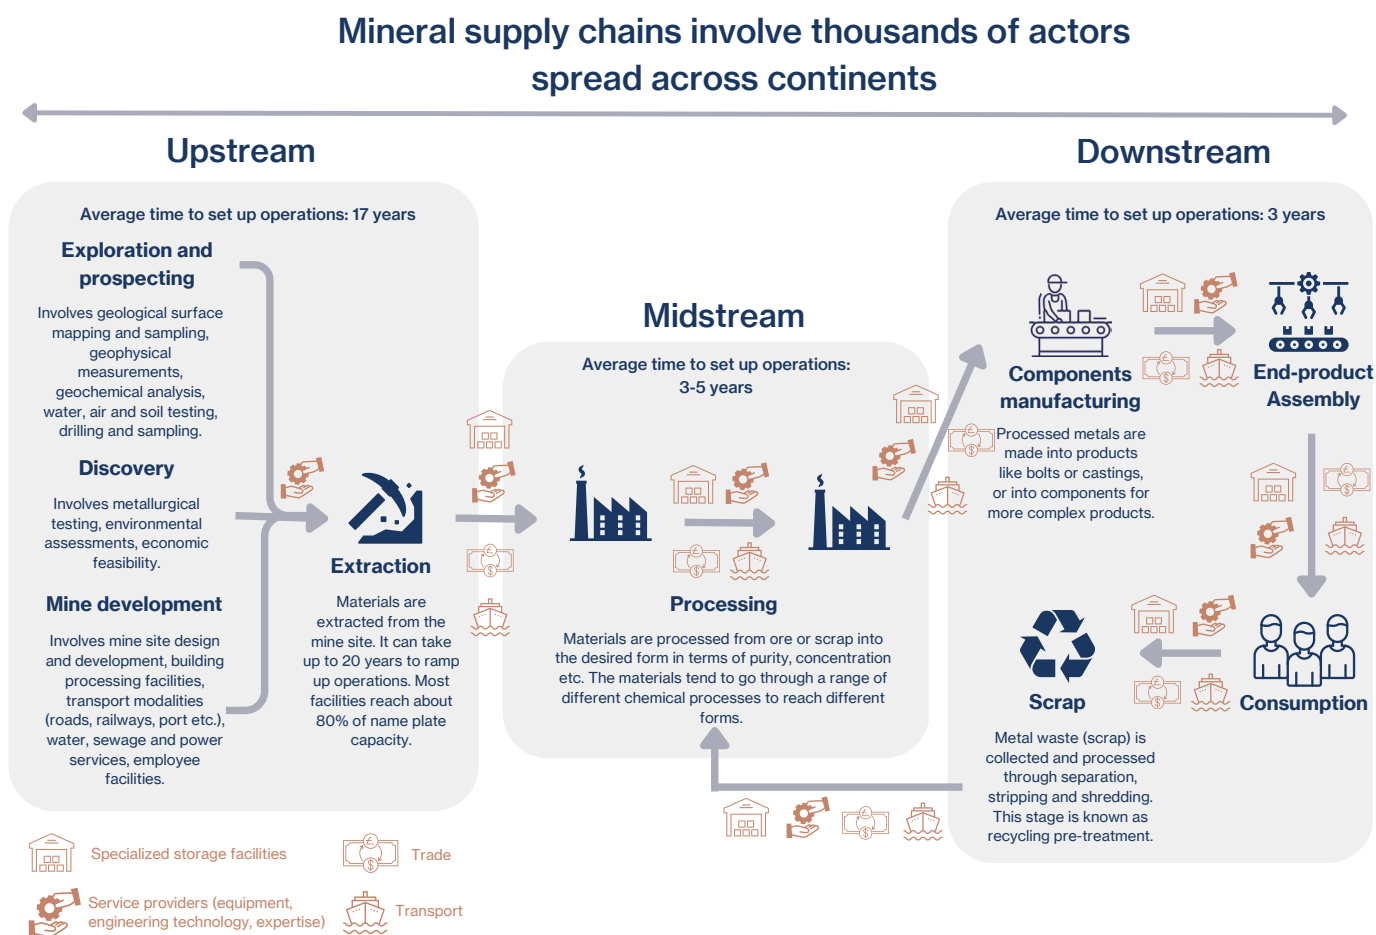 Mineral supply chains involve thousands of actors
spread across continents
Upstream
Average time to set up operations: 17 years
Exploration and
prospecting
Involves geological surface
mapping and sampling,
geophysical
measurements,
geochemical analysis,
water, air and soil testing,
drilling and sampling.
Discovery
Involves metallurgical
testing, environmental
assessments, economic
feasibility.
Mine development
Involves mine site design
and development, building
processing facilities,
transport modalities
(roads, railways, port etc.),
water, sewage and power
services, employee
facilities.
Extraction
Materials are
extracted from the
mine site. It can take
up to 20 years to ramp
up operations. Most
facilities reach about
80% of name plate
capacity.
Midstream
Average time to set up operations:
3-5 years
Processing
Materials are processed from ore or scrap into
the desired form in terms of purity, concentration
etc. The materials tend to go through a range of
different chemical processes to reach different
forms.
Downstream
Average time to set up operations: 3 years
Components
manufacturing
Processed metals are
made into products
like bolts or castings,
or into components for
more complex products.
End-product
Assembly
Consumption
Scrap
Metal waste (scrap) is
collected and processed
through separation,
stripping and shredding.
This stage is known as
recycling pre-treatment.
Specialized storage facilities
Trade
Service providers (equipment,
engineering technology, expertise)
Transport